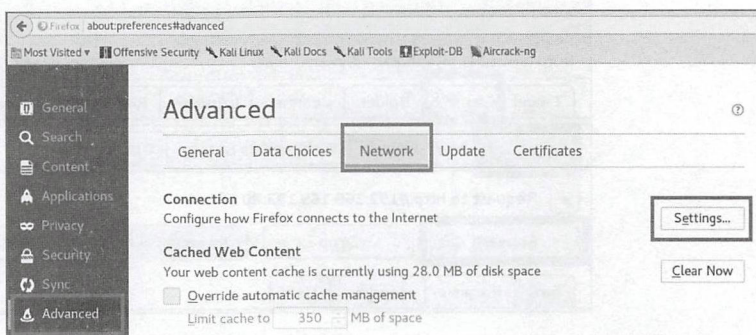 Firefox about:preferences#advanced
Most Visited Offensive Security Kali Linux Kali Docs Kali Tools Exploit-DB Aircrack-ng
General
Search
Content
Applications
Privacy
Security
Sync
Advanced
Advanced
General Data Choices Network Update Certificates
Connection
Configure how Firefox connects to the Internet
Settings...
Cached Web Content
Your web content cache is currently using 28.0 MB of disk space
Clear Now
Override automatic cache management
Limit cache to 350 MB of space